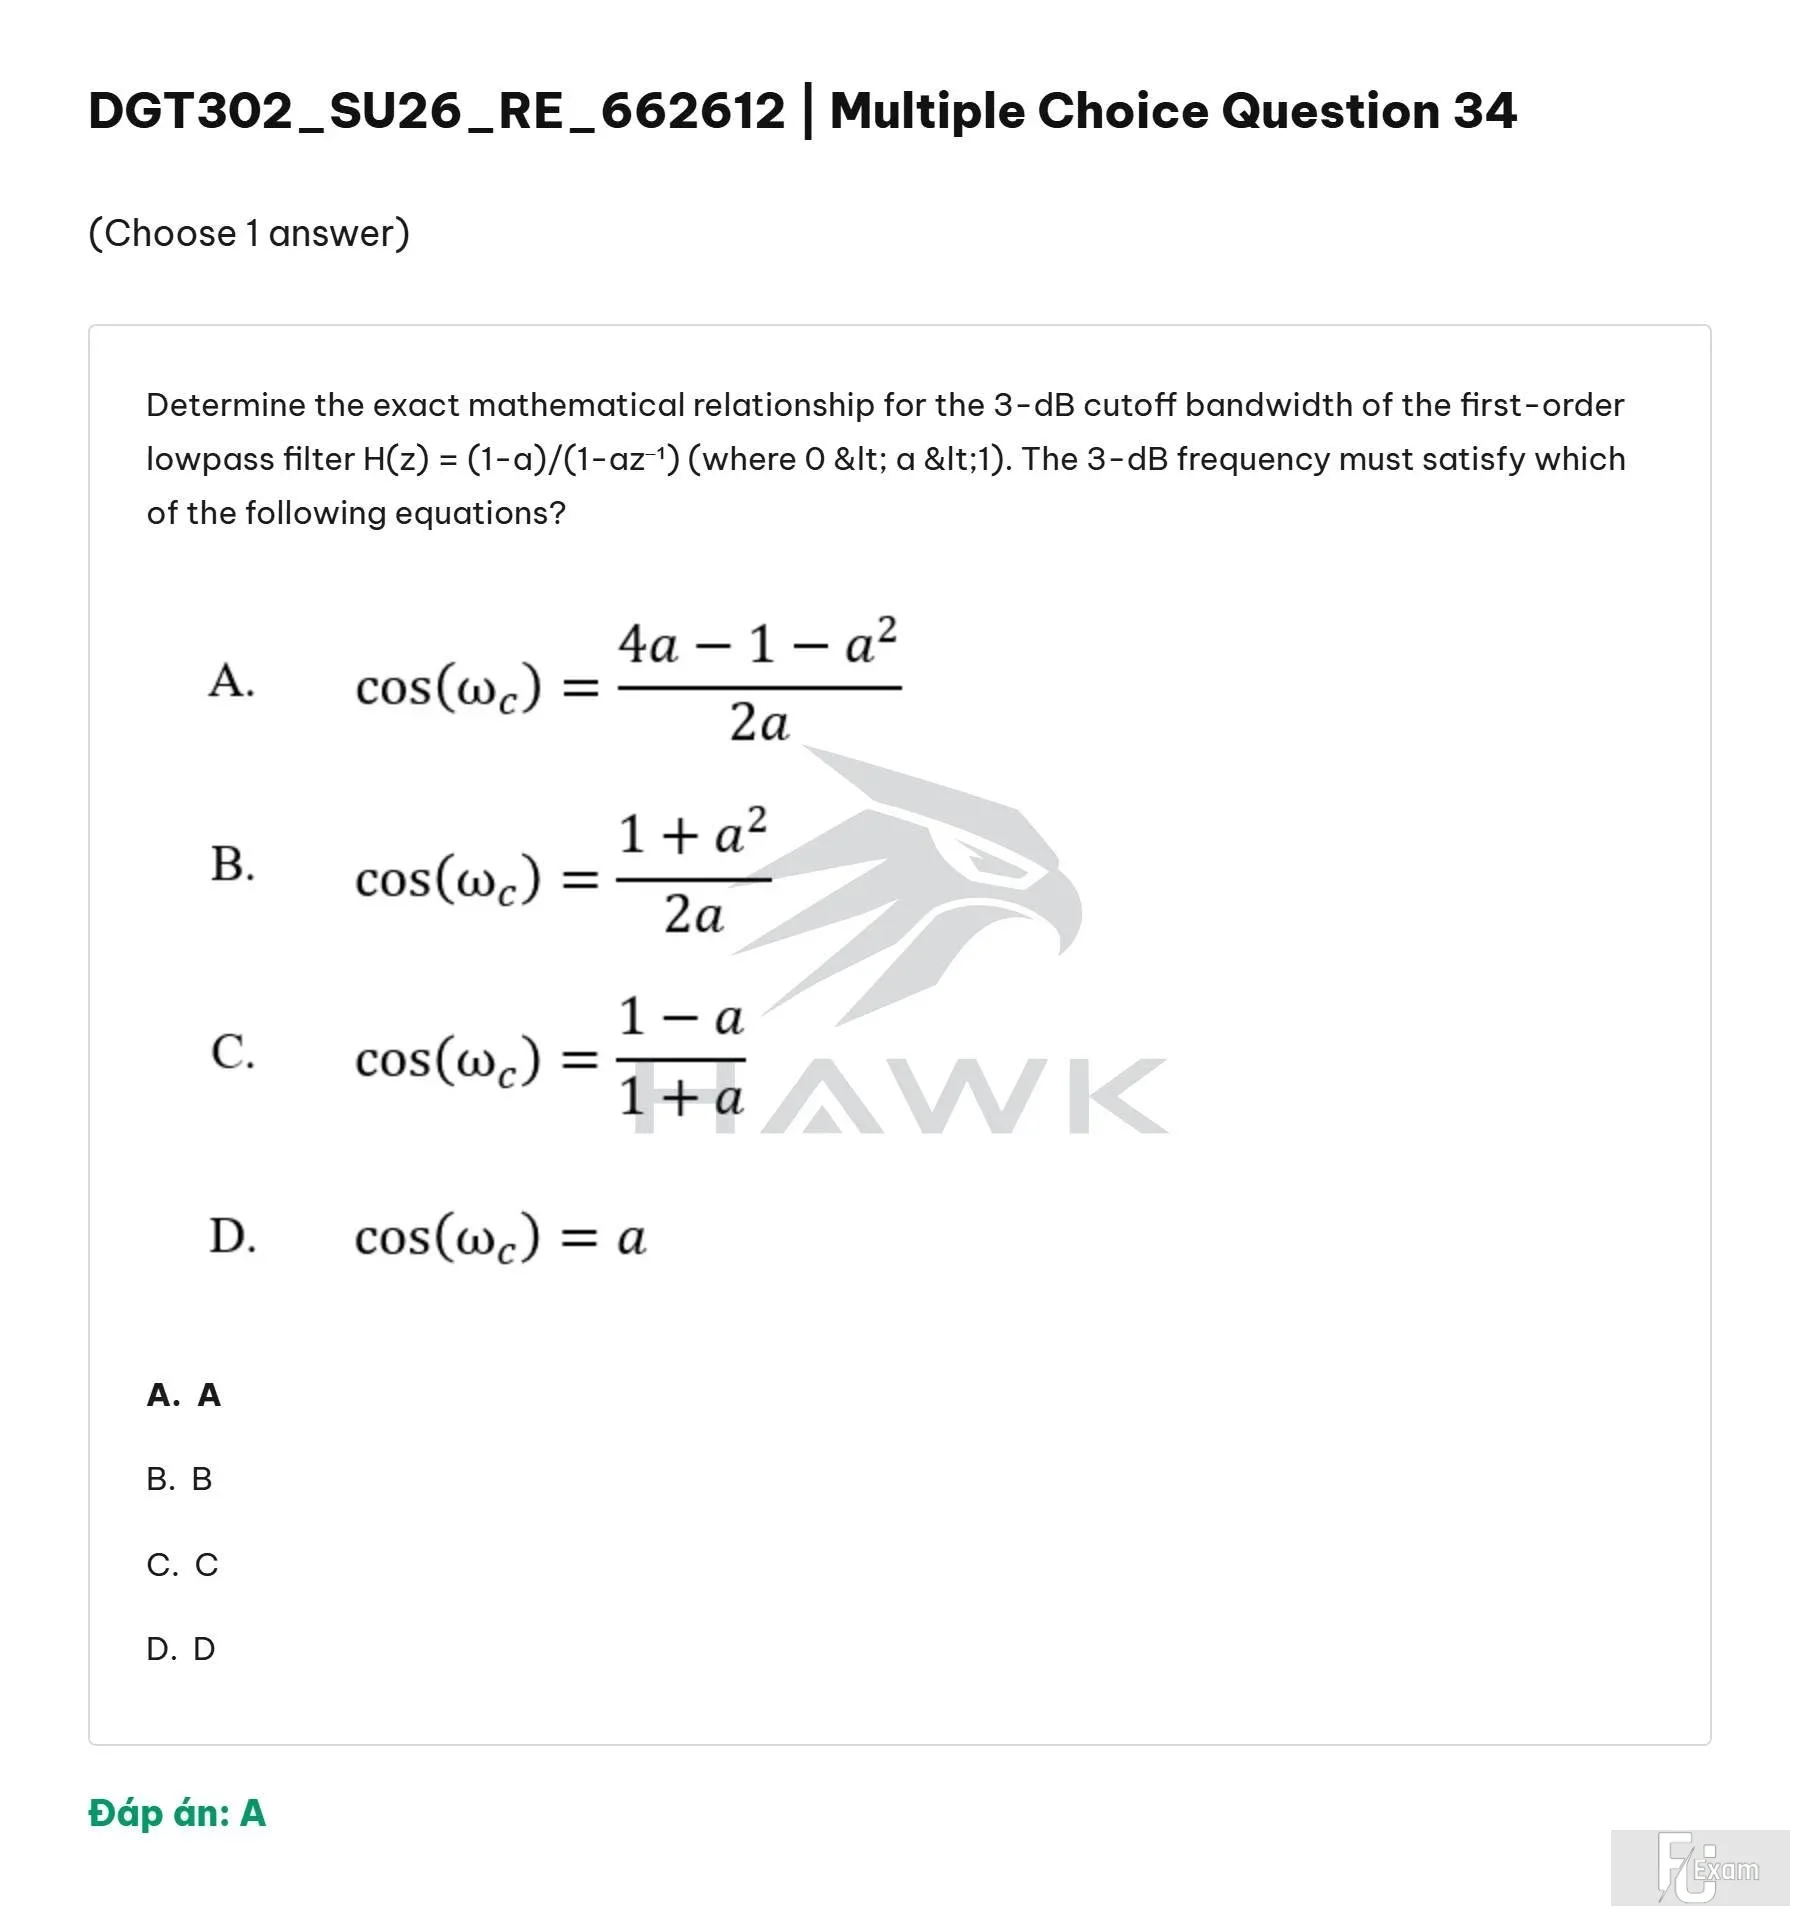 DGT302_SU26_RE_662612 | Multiple Choice Question 34
(Choose 1 answer)
Determine the exact mathematical relationship for the 3-dB cutoff bandwidth of the first-order
lowpass filter H(z) = (1-a)/(1-az⁻¹) (where 0 &lt; a &lt;1). The 3-dB frequency must satisfy which
of the following equations?
A. cos(ω_c) = (4a − 1 − a²) / 2a
B. cos(ω_c) = (1 + a²) / 2a
C. cos(ω_c) = (1 − a) / (1 + a)
D. cos(ω_c) = a
HAWK
A. A
B. B
C. C
D. D
Đáp án: A
FU Exam